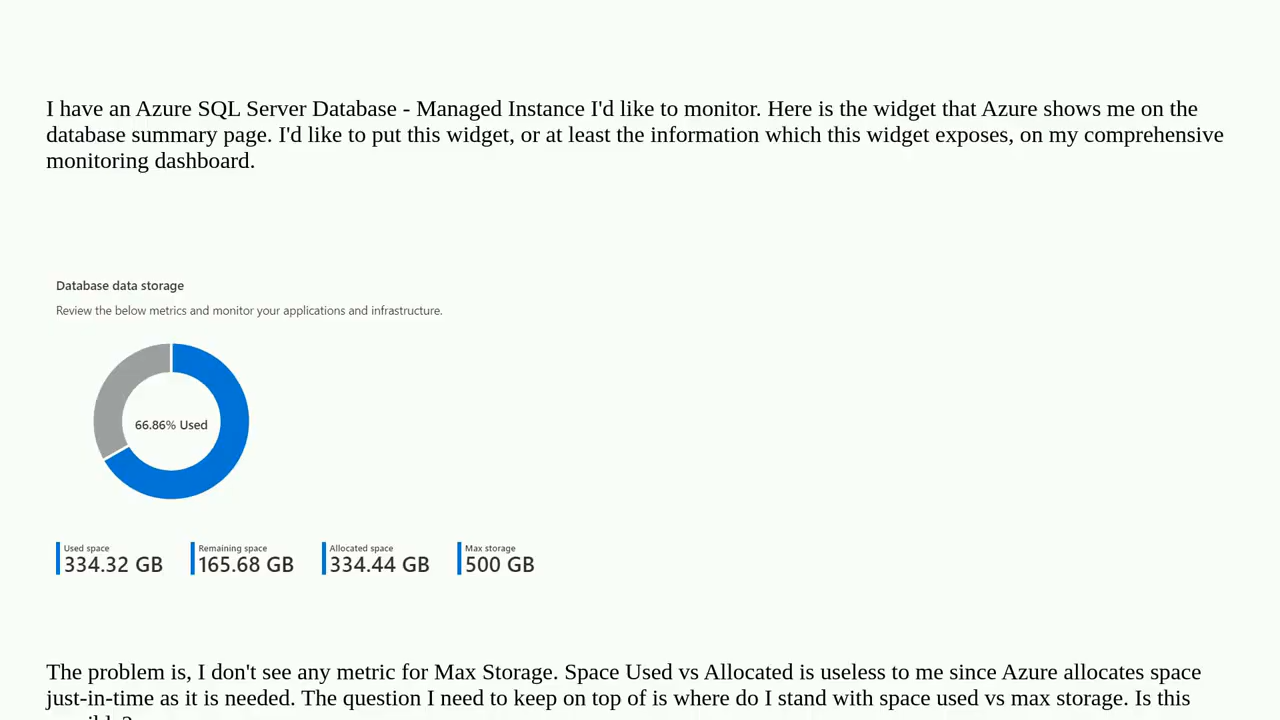 I have an Azure SQL Server Database - Managed Instance I'd like to monitor. Here is the widget that Azure shows me on the
database summary page. I'd like to put this widget, or at least the information which this widget exposes, on my comprehensive
monitoring dashboard.
Database data storage
Review the below metrics and monitor your applications and infrastructure.
66.86% Used
Used space
334.32 GB
Remaining space
165.68 GB
Allocated space
334.44 GB
Max storage
500 GB
The problem is, I don't see any metric for Max Storage. Space Used vs Allocated is useless to me since Azure allocates space
just-in-time as it is needed. The question I need to keep on top of is where do I stand with space used vs max storage. Is this